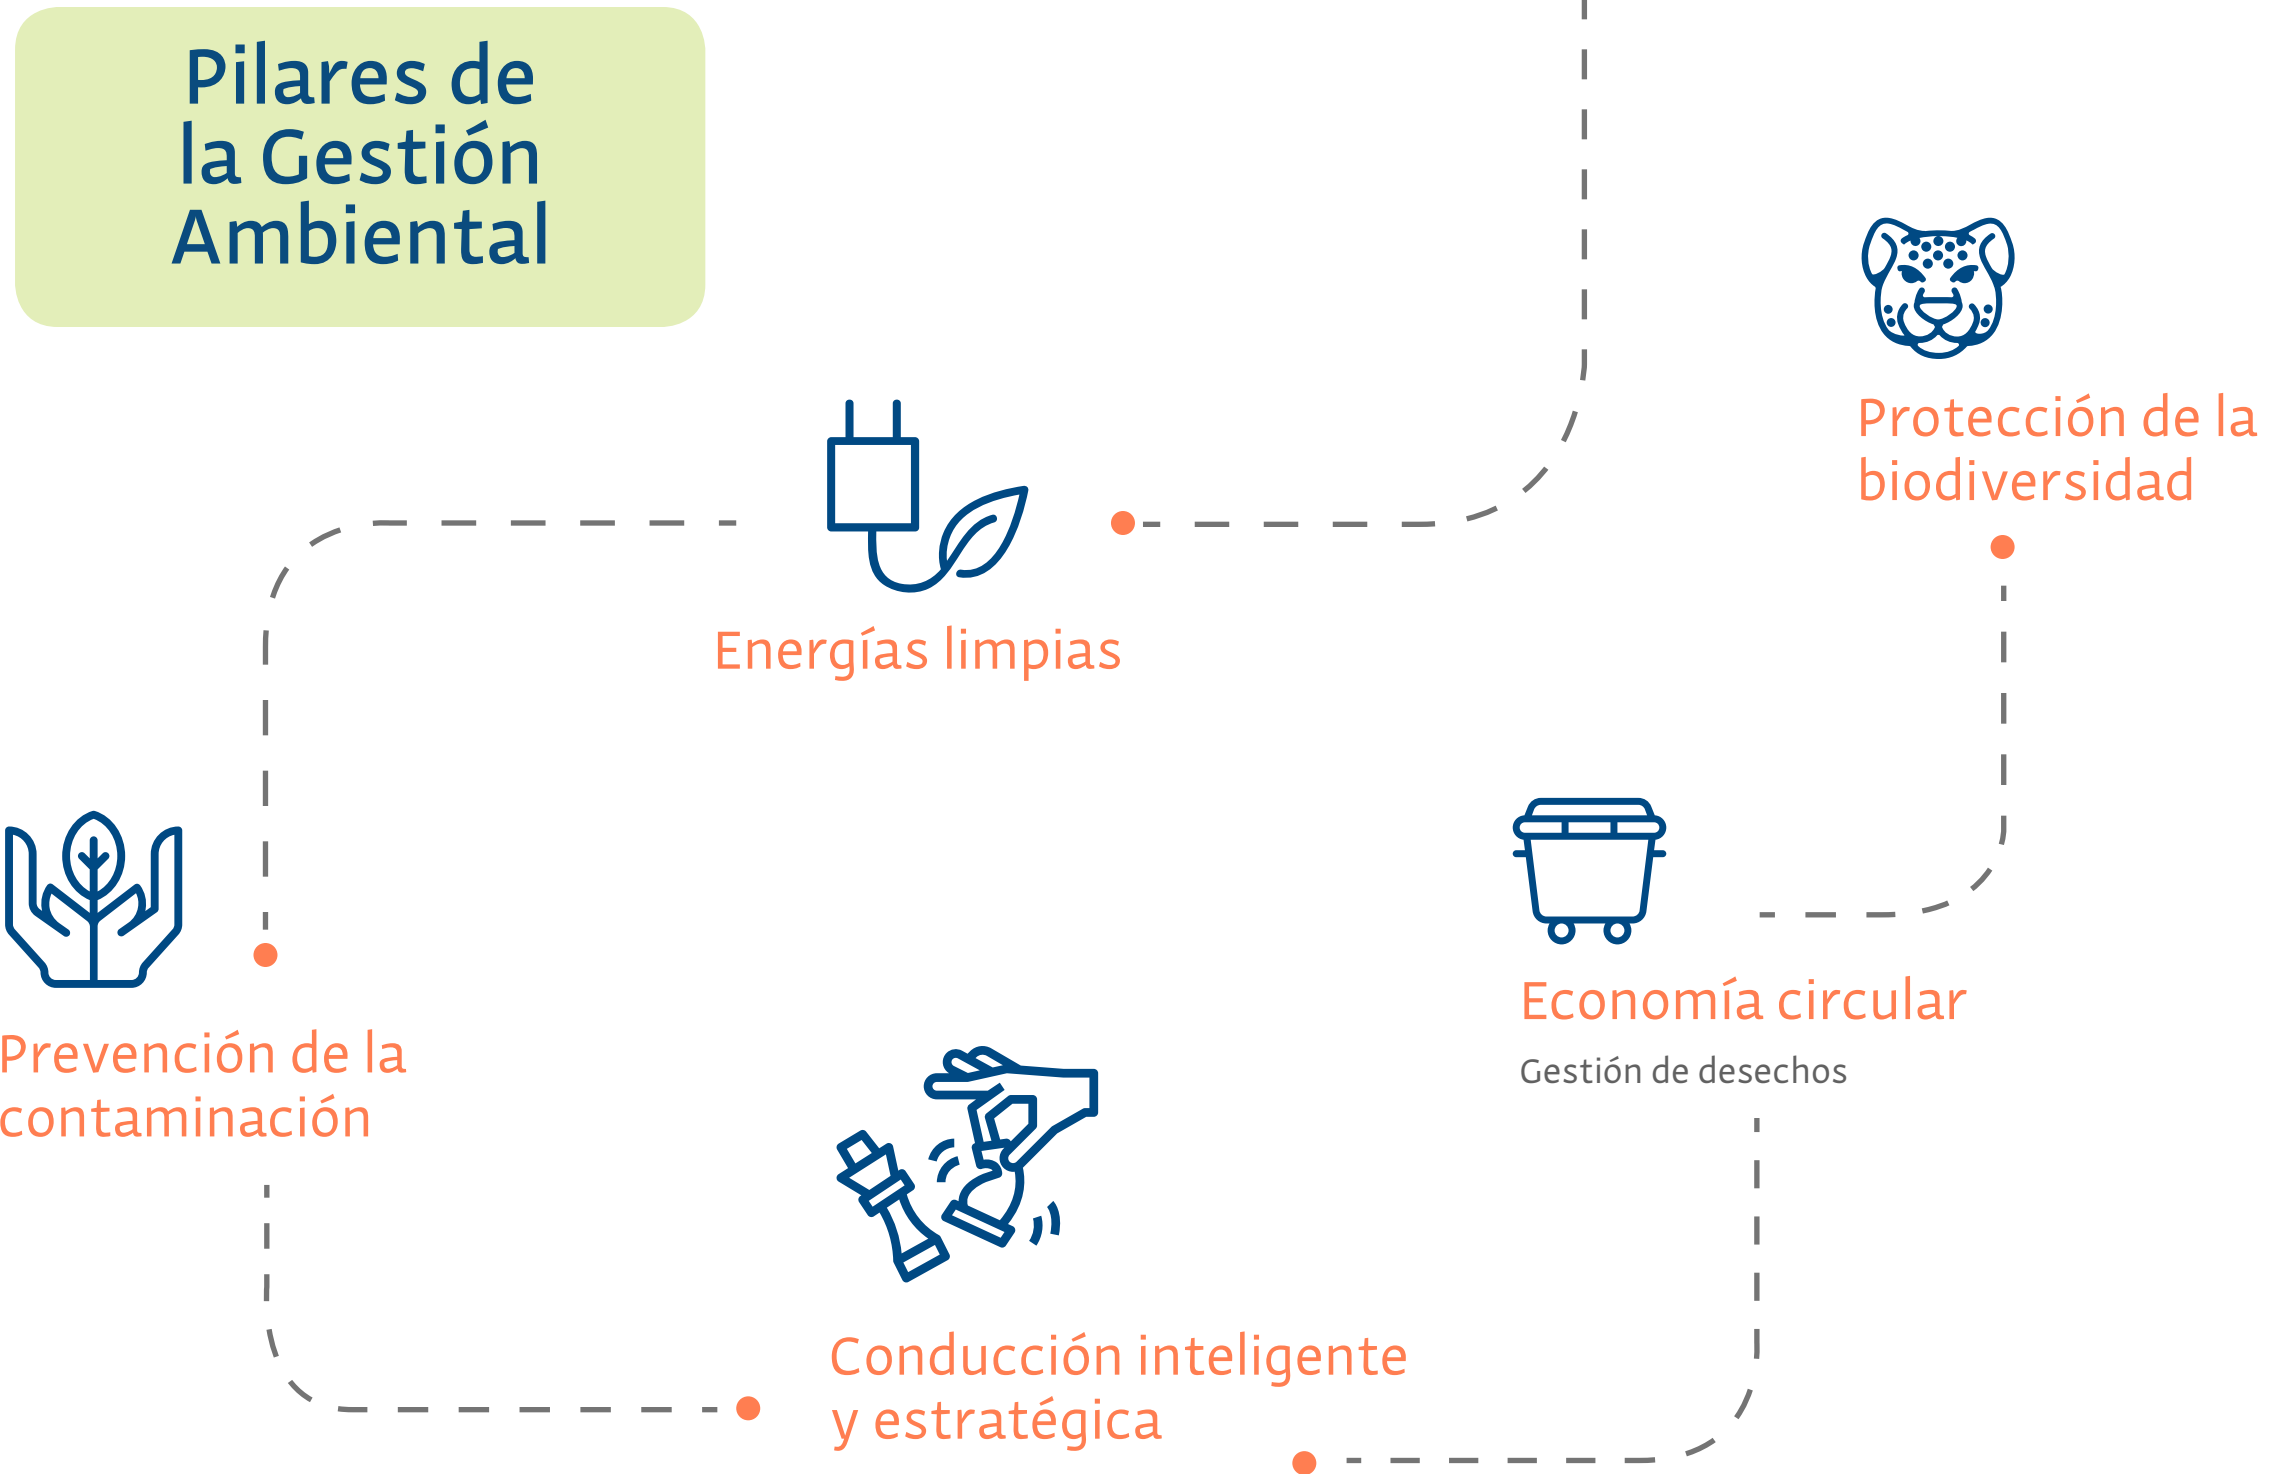 Pilares de
la Gestión
Ambiental
Protección de la
biodiversidad
Energías limpias
Economía circular
Gestión de desechos
Prevención de la
contaminación
Conducción inteligente
y estratégica